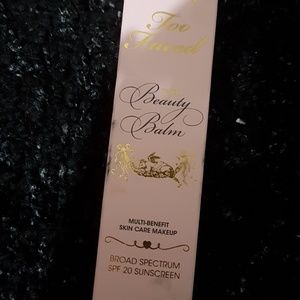 Too
Faced
Beauty
Balm
MULTI-BENEFIT
SKIN CARE MAKEUP
BROAD SPECTRUM
SPF 20 SUNSCREEN